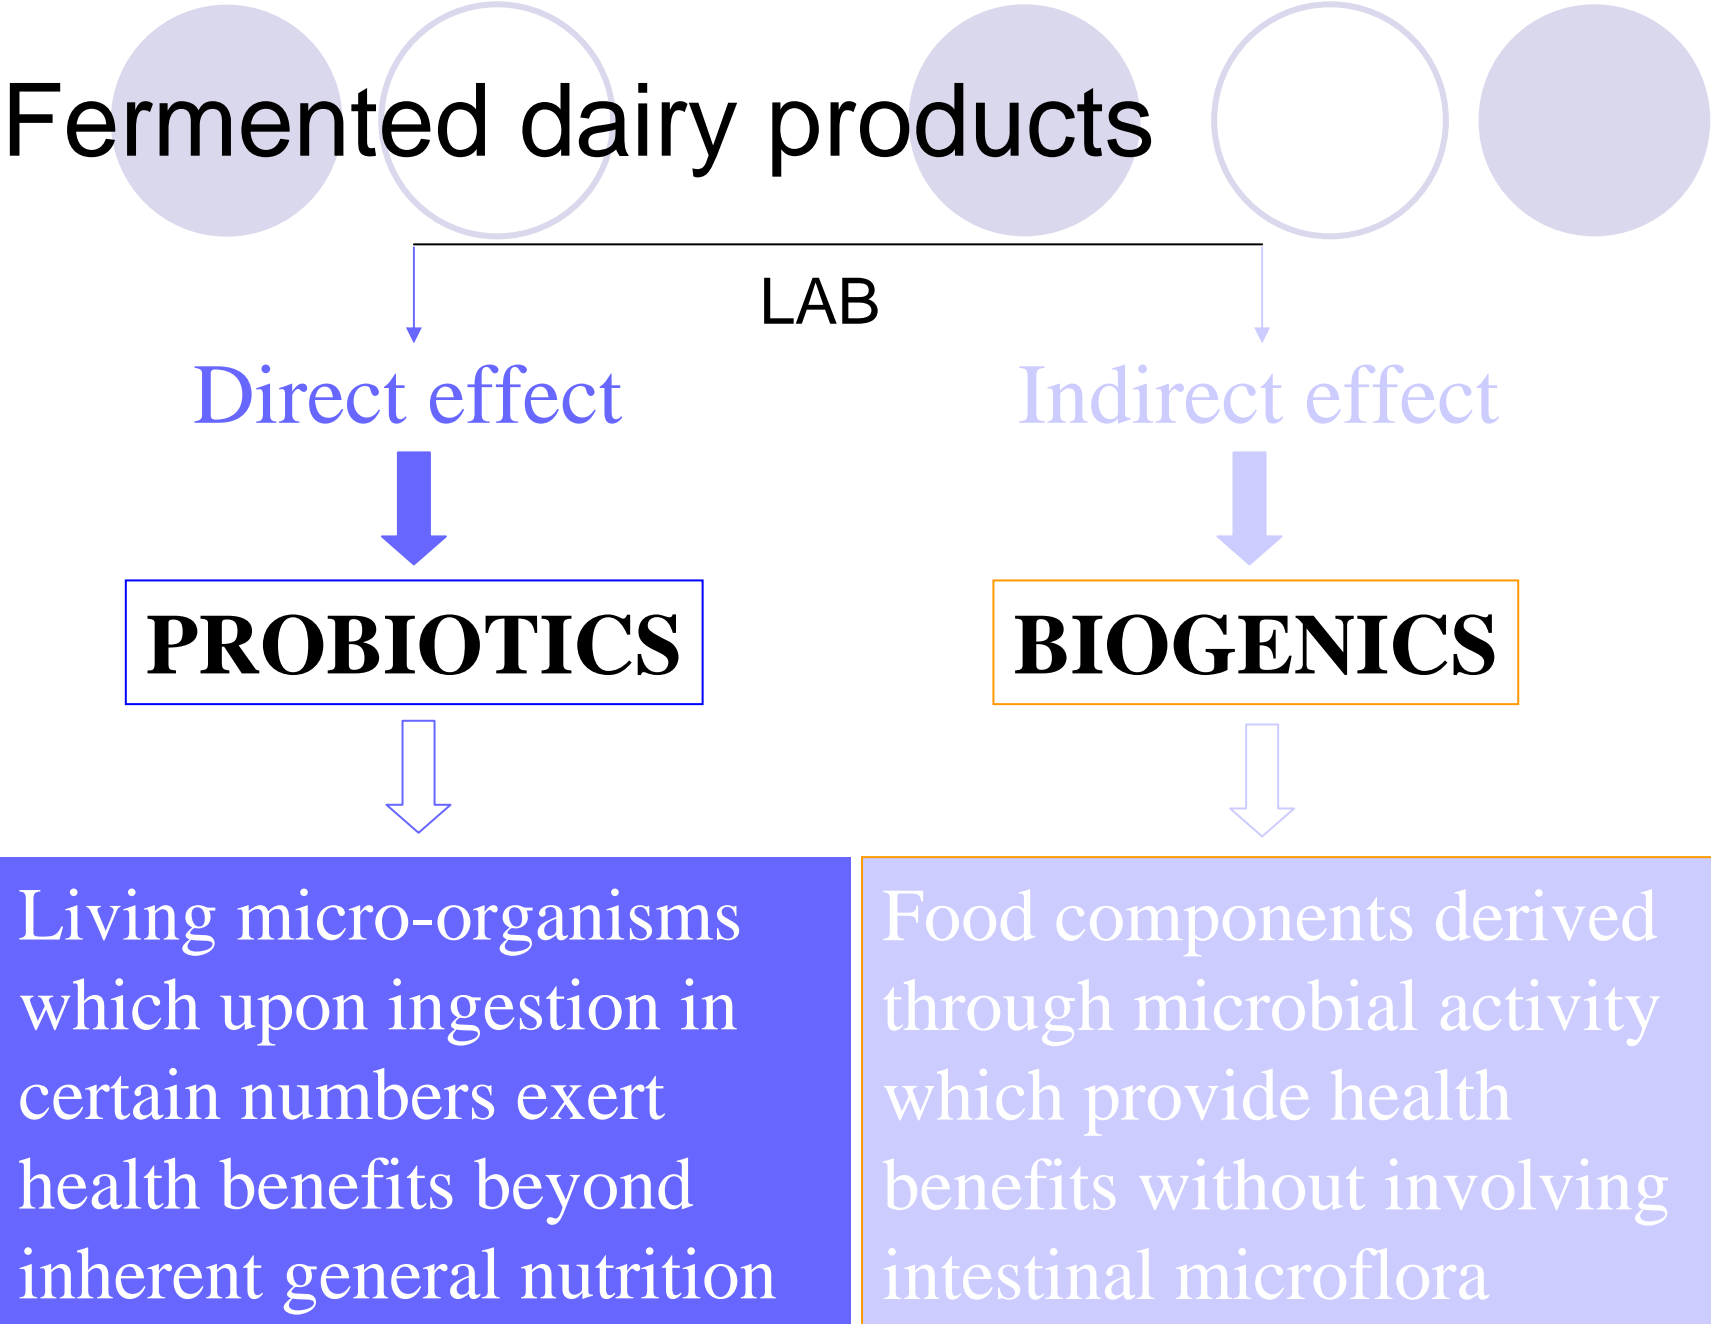 Fermented dairy products
LAB
Direct effect
Indirect effect
PROBIOTICS
BIOGENICS
Living micro-organisms
which upon ingestion in
certain numbers exert
health benefits beyond
inherent general nutrition
Food components derived
through microbial activity
which provide health
benefits without involving
intestinal microflora